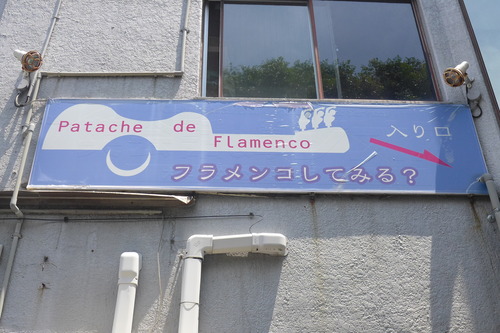 Patache de
Flamenco
フラメンコしてみる？
入り口